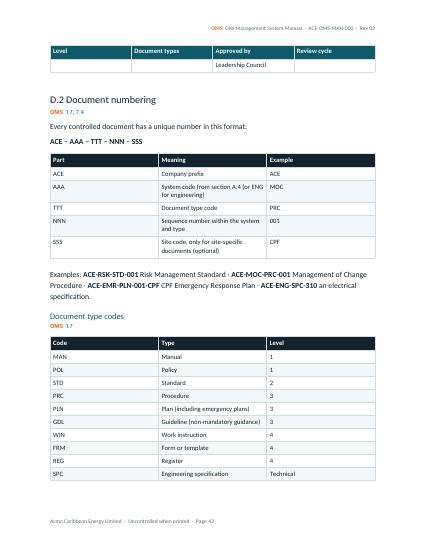 OMS One Management System Manual - ACE-OMS-MAN-001 - Rev 03
Level Document types Approved by Review cycle
Leadership Council
D.2 Document numbering
OMS 1.7, 7.4
Every controlled document has a unique number in this format:
ACE – AAA – TTT – NNN – SSS
Part Meaning Example
ACE Company prefix ACE
AAA System code from section A.4 (or ENG MOC
for engineering)
TTT Document type code PRC
NNN Sequence number within the system 001
and type
SSS Site code, only for site-specific CPF
documents (optional)
Examples: ACE-RSK-STD-001 Risk Management Standard · ACE-MOC-PRC-001 Management of Change
Procedure · ACE-EMR-PLN-001-CPF CPF Emergency Response Plan · ACE-ENG-SPC-310 an electrical
specification.
Document type codes
OMS 1.7
Code Type Level
MAN Manual 1
POL Policy 1
STD Standard 2
PRC Procedure 3
PLN Plan (including emergency plans) 3
GDL Guideline (non-mandatory guidance) 3
WIN Work instruction 4
FRM Form or template 4
REG Register 4
SPC Engineering specification Technical
Acme Caribbean Energy Limited - Uncontrolled when printed - Page 42